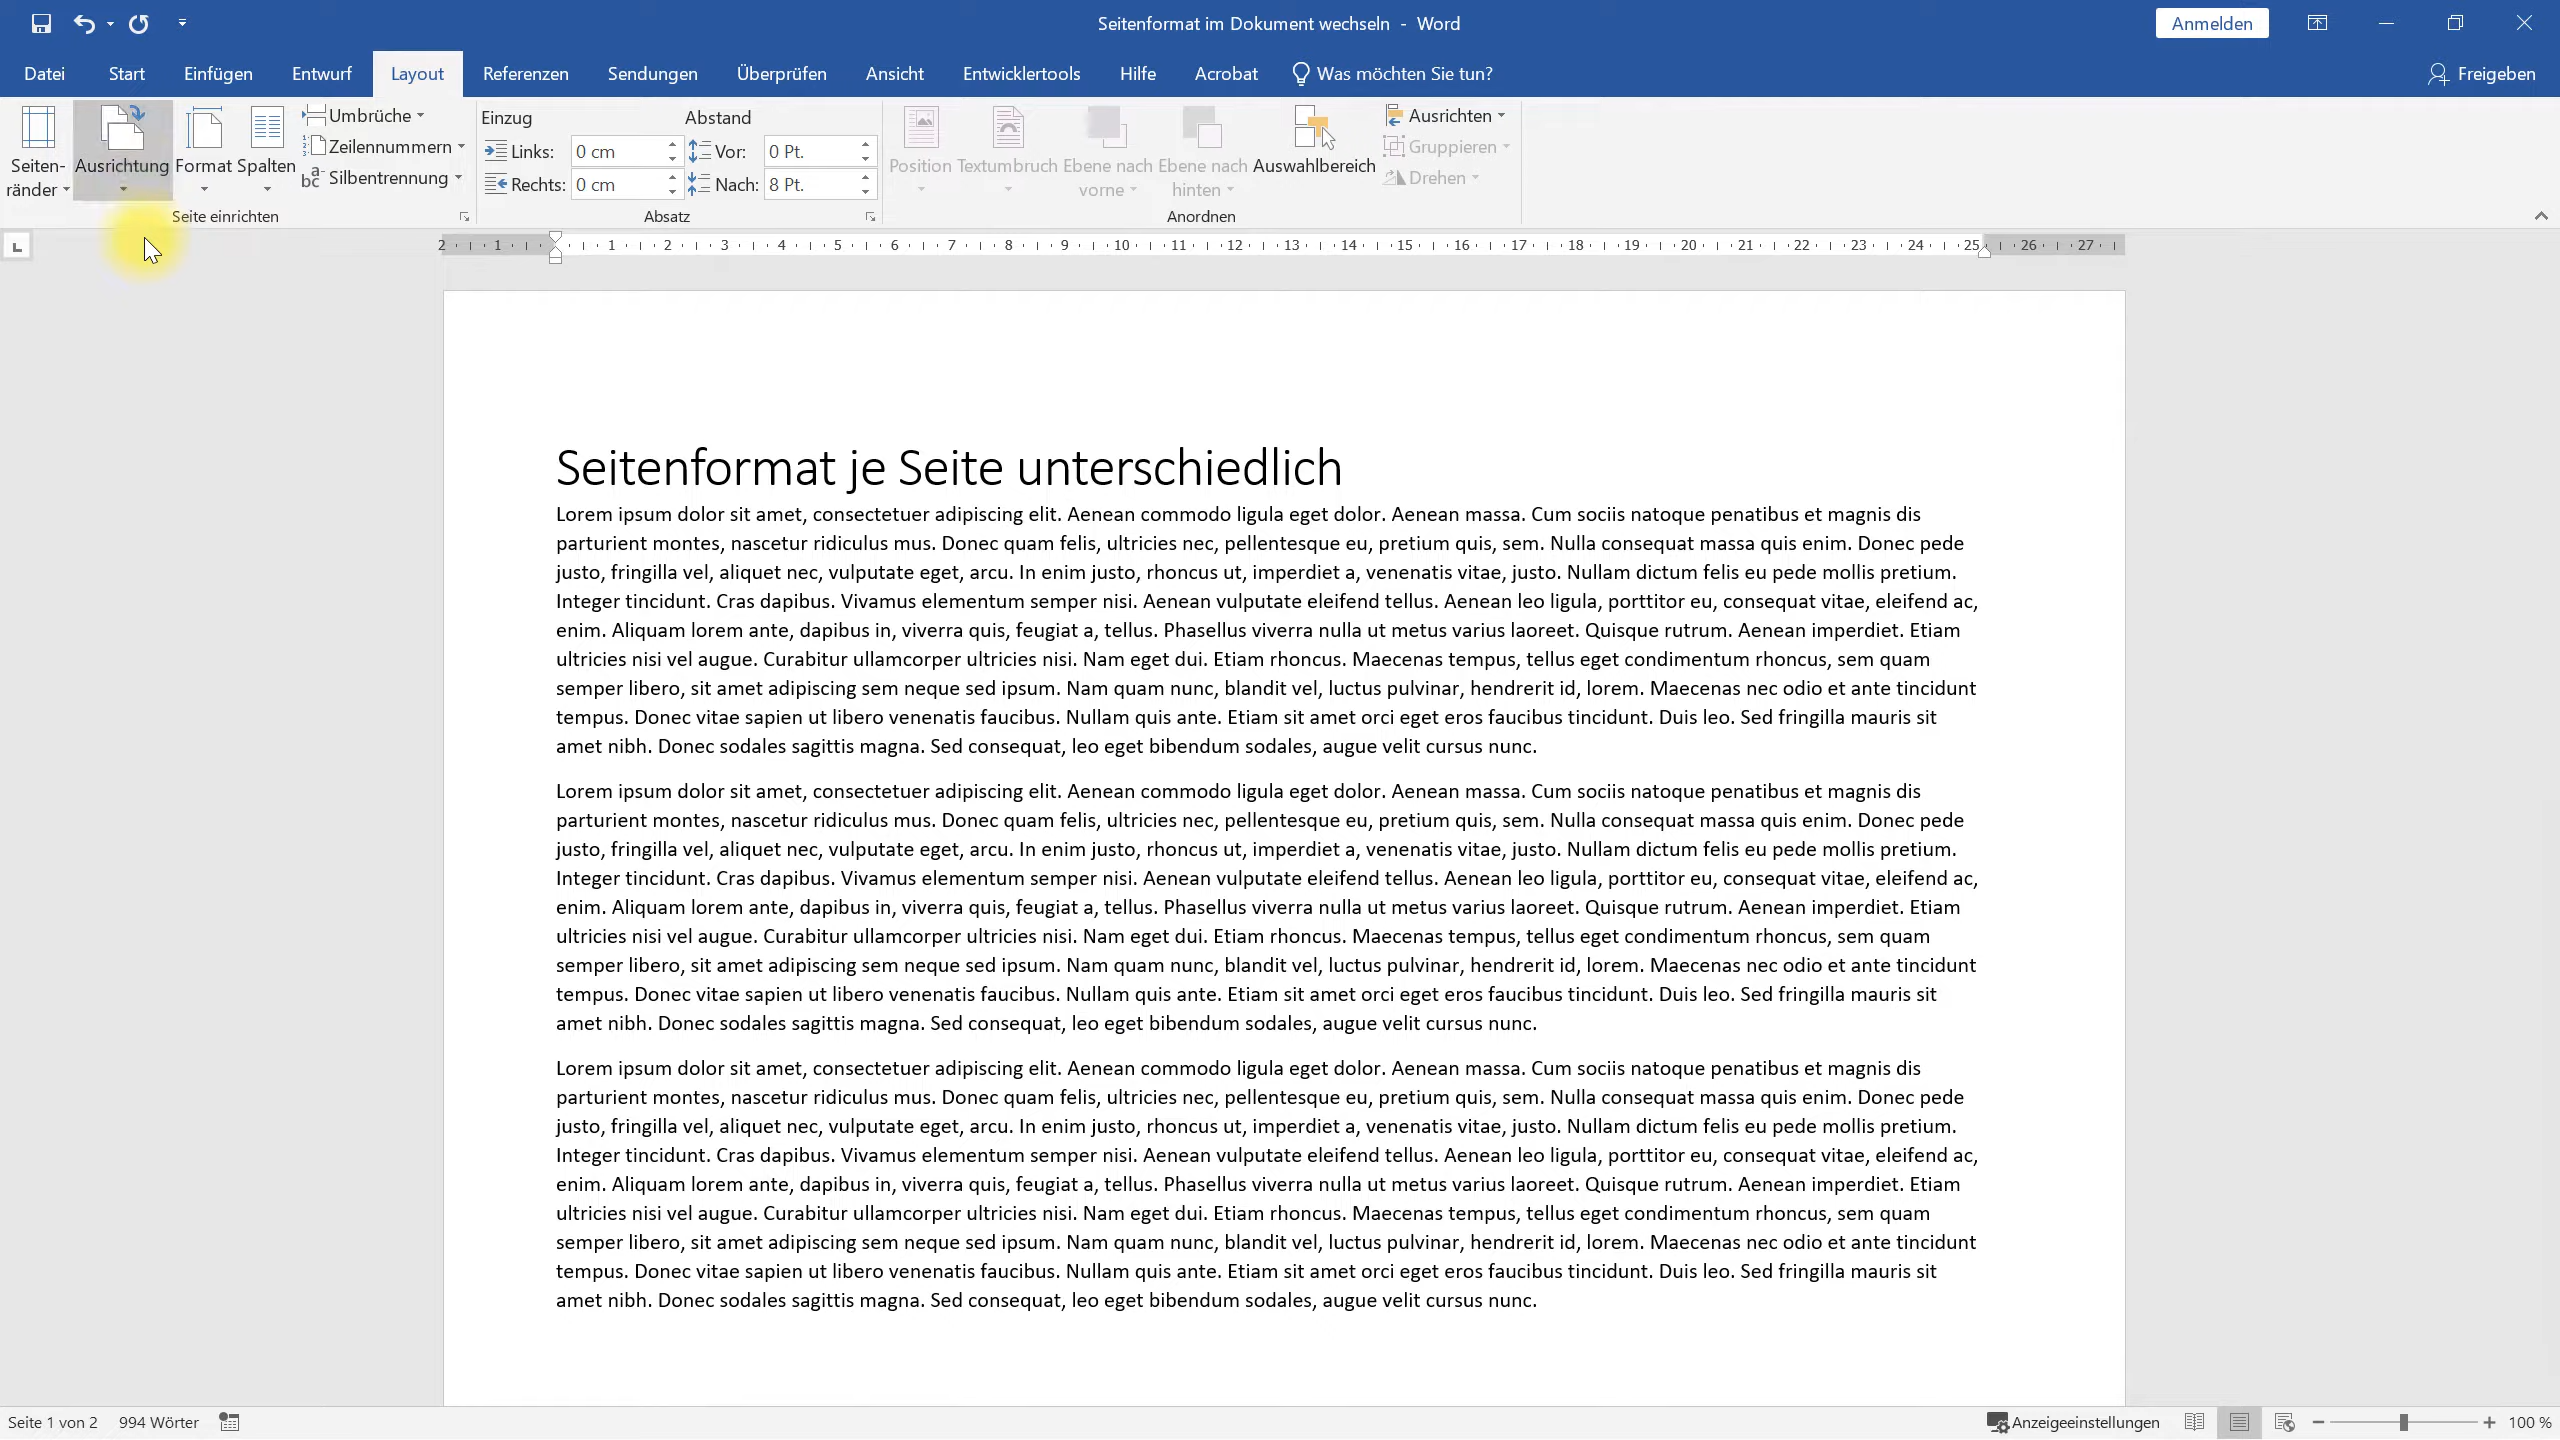 Seitenformat im Dokument wechseln - Word
Anmelden
Datei Start Einfügen Entwurf Layout Referenzen Sendungen Überprüfen Ansicht Entwicklertools Hilfe Acrobat Was möchten Sie tun? Freigeben
Seiten-
ränder
Ausrichtung
Format
Spalten
Umbrüche
Zeilennummern
Silbentrennung
Seite einrichten
Einzug
Links: 0 cm
Rechts: 0 cm
Abstand
Vor: 0 Pt.
Nach: 8 Pt.
Absatz
Position
Textumbruch
Ebene nach
vorne
Ebene nach
hinten
Auswahlbereich
Ausrichten
Gruppieren
Drehen
Anordnen
2 1 1 2 3 4 5 6 7 8 9 10 11 12 13 14 15 16 17 18 19 20 21 22 23 24 25 26 27
Seitenformat je Seite unterschiedlich
Lorem ipsum dolor sit amet, consectetuer adipiscing elit. Aenean commodo ligula eget dolor. Aenean massa. Cum sociis natoque penatibus et magnis dis
parturient montes, nascetur ridiculus mus. Donec quam felis, ultricies nec, pellentesque eu, pretium quis, sem. Nulla consequat massa quis enim. Donec pede
justo, fringilla vel, aliquet nec, vulputate eget, arcu. In enim justo, rhoncus ut, imperdiet a, venenatis vitae, justo. Nullam dictum felis eu pede mollis pretium.
Integer tincidunt. Cras dapibus. Vivamus elementum semper nisi. Aenean vulputate eleifend tellus. Aenean leo ligula, porttitor eu, consequat vitae, eleifend ac,
enim. Aliquam lorem ante, dapibus in, viverra quis, feugiat a, tellus. Phasellus viverra nulla ut metus varius laoreet. Quisque rutrum. Aenean imperdiet. Etiam
ultricies nisi vel augue. Curabitur ullamcorper ultricies nisi. Nam eget dui. Etiam rhoncus. Maecenas tempus, tellus eget condimentum rhoncus, sem quam
semper libero, sit amet adipiscing sem neque sed ipsum. Nam quam nunc, blandit vel, luctus pulvinar, hendrerit id, lorem. Maecenas nec odio et ante tincidunt
tempus. Donec vitae sapien ut libero venenatis faucibus. Nullam quis ante. Etiam sit amet orci eget eros faucibus tincidunt. Duis leo. Sed fringilla mauris sit
amet nibh. Donec sodales sagittis magna. Sed consequat, leo eget bibendum sodales, augue velit cursus nunc.
Lorem ipsum dolor sit amet, consectetuer adipiscing elit. Aenean commodo ligula eget dolor. Aenean massa. Cum sociis natoque penatibus et magnis dis
parturient montes, nascetur ridiculus mus. Donec quam felis, ultricies nec, pellentesque eu, pretium quis, sem. Nulla consequat massa quis enim. Donec pede
justo, fringilla vel, aliquet nec, vulputate eget, arcu. In enim justo, rhoncus ut, imperdiet a, venenatis vitae, justo. Nullam dictum felis eu pede mollis pretium.
Integer tincidunt. Cras dapibus. Vivamus elementum semper nisi. Aenean vulputate eleifend tellus. Aenean leo ligula, porttitor eu, consequat vitae, eleifend ac,
enim. Aliquam lorem ante, dapibus in, viverra quis, feugiat a, tellus. Phasellus viverra nulla ut metus varius laoreet. Quisque rutrum. Aenean imperdiet. Etiam
ultricies nisi vel augue. Curabitur ullamcorper ultricies nisi. Nam eget dui. Etiam rhoncus. Maecenas tempus, tellus eget condimentum rhoncus, sem quam
semper libero, sit amet adipiscing sem neque sed ipsum. Nam quam nunc, blandit vel, luctus pulvinar, hendrerit id, lorem. Maecenas nec odio et ante tincidunt
tempus. Donec vitae sapien ut libero venenatis faucibus. Nullam quis ante. Etiam sit amet orci eget eros faucibus tincidunt. Duis leo. Sed fringilla mauris sit
amet nibh. Donec sodales sagittis magna. Sed consequat, leo eget bibendum sodales, augue velit cursus nunc.
Lorem ipsum dolor sit amet, consectetuer adipiscing elit. Aenean commodo ligula eget dolor. Aenean massa. Cum sociis natoque penatibus et magnis dis
parturient montes, nascetur ridiculus mus. Donec quam felis, ultricies nec, pellentesque eu, pretium quis, sem. Nulla consequat massa quis enim. Donec pede
justo, fringilla vel, aliquet nec, vulputate eget, arcu. In enim justo, rhoncus ut, imperdiet a, venenatis vitae, justo. Nullam dictum felis eu pede mollis pretium.
Integer tincidunt. Cras dapibus. Vivamus elementum semper nisi. Aenean vulputate eleifend tellus. Aenean leo ligula, porttitor eu, consequat vitae, eleifend ac,
enim. Aliquam lorem ante, dapibus in, viverra quis, feugiat a, tellus. Phasellus viverra nulla ut metus varius laoreet. Quisque rutrum. Aenean imperdiet. Etiam
ultricies nisi vel augue. Curabitur ullamcorper ultricies nisi. Nam eget dui. Etiam rhoncus. Maecenas tempus, tellus eget condimentum rhoncus, sem quam
semper libero, sit amet adipiscing sem neque sed ipsum. Nam quam nunc, blandit vel, luctus pulvinar, hendrerit id, lorem. Maecenas nec odio et ante tincidunt
tempus. Donec vitae sapien ut libero venenatis faucibus. Nullam quis ante. Etiam sit amet orci eget eros faucibus tincidunt. Duis leo. Sed fringilla mauris sit
amet nibh. Donec sodales sagittis magna. Sed consequat, leo eget bibendum sodales, augue velit cursus nunc.
Seite 1 von 2 994 Wörter Anzeigeeinstellungen 100 %